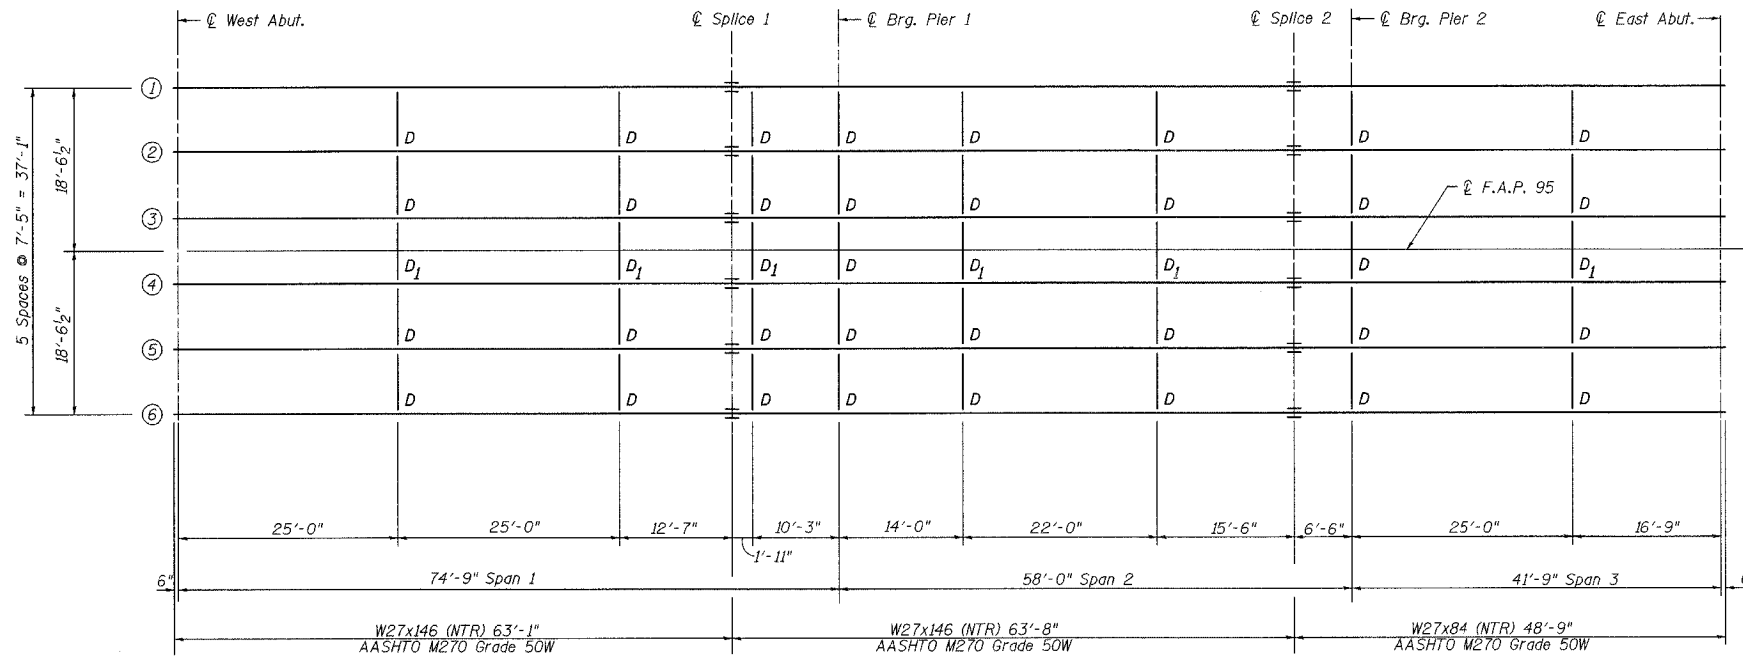 ℄ West Abut.
℄ Splice 1
℄ Brg. Pier 1
℄ Splice 2
℄ Brg. Pier 2
℄ East Abut.
1
D D D D D D D D
2
D D D D D D D D
3
℄ F.A.P. 95
D1 D1 D1 D D1 D1 D D1
4
D D D D D D D D
5
D D D D D D D D
6
5 Spaces @ 7'-5" = 37'-1"
18'-6½"
18'-6½"
25'-0" 25'-0" 12'-7" 10'-3" 14'-0" 22'-0" 15'-6" 6'-6" 25'-0" 16'-9"
1'-11"
6" 74'-9" Span 1 58'-0" Span 2 41'-9" Span 3
W27x146 (NTR) 63'-1"
AASHTO M270 Grade 50W
W27x146 (NTR) 63'-8"
AASHTO M270 Grade 50W
W27x84 (NTR) 48'-9"
AASHTO M270 Grade 50W